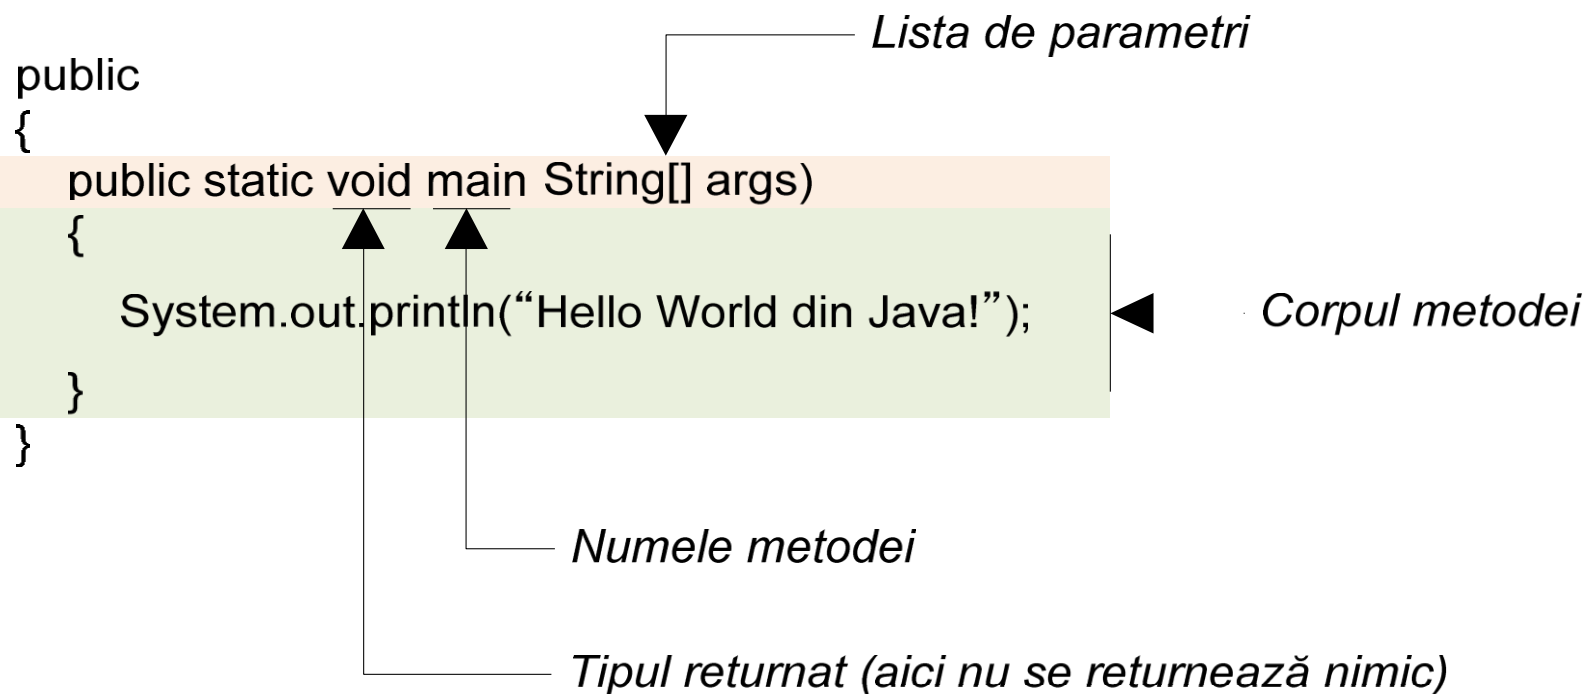 Lista de parametri
public
{
public static void main String[] args)
{
System.out.println(“Hello World din Java!”);
Corpul metodei
}
}
Numele metodei
Tipul returnat (aici nu se returnează nimic)